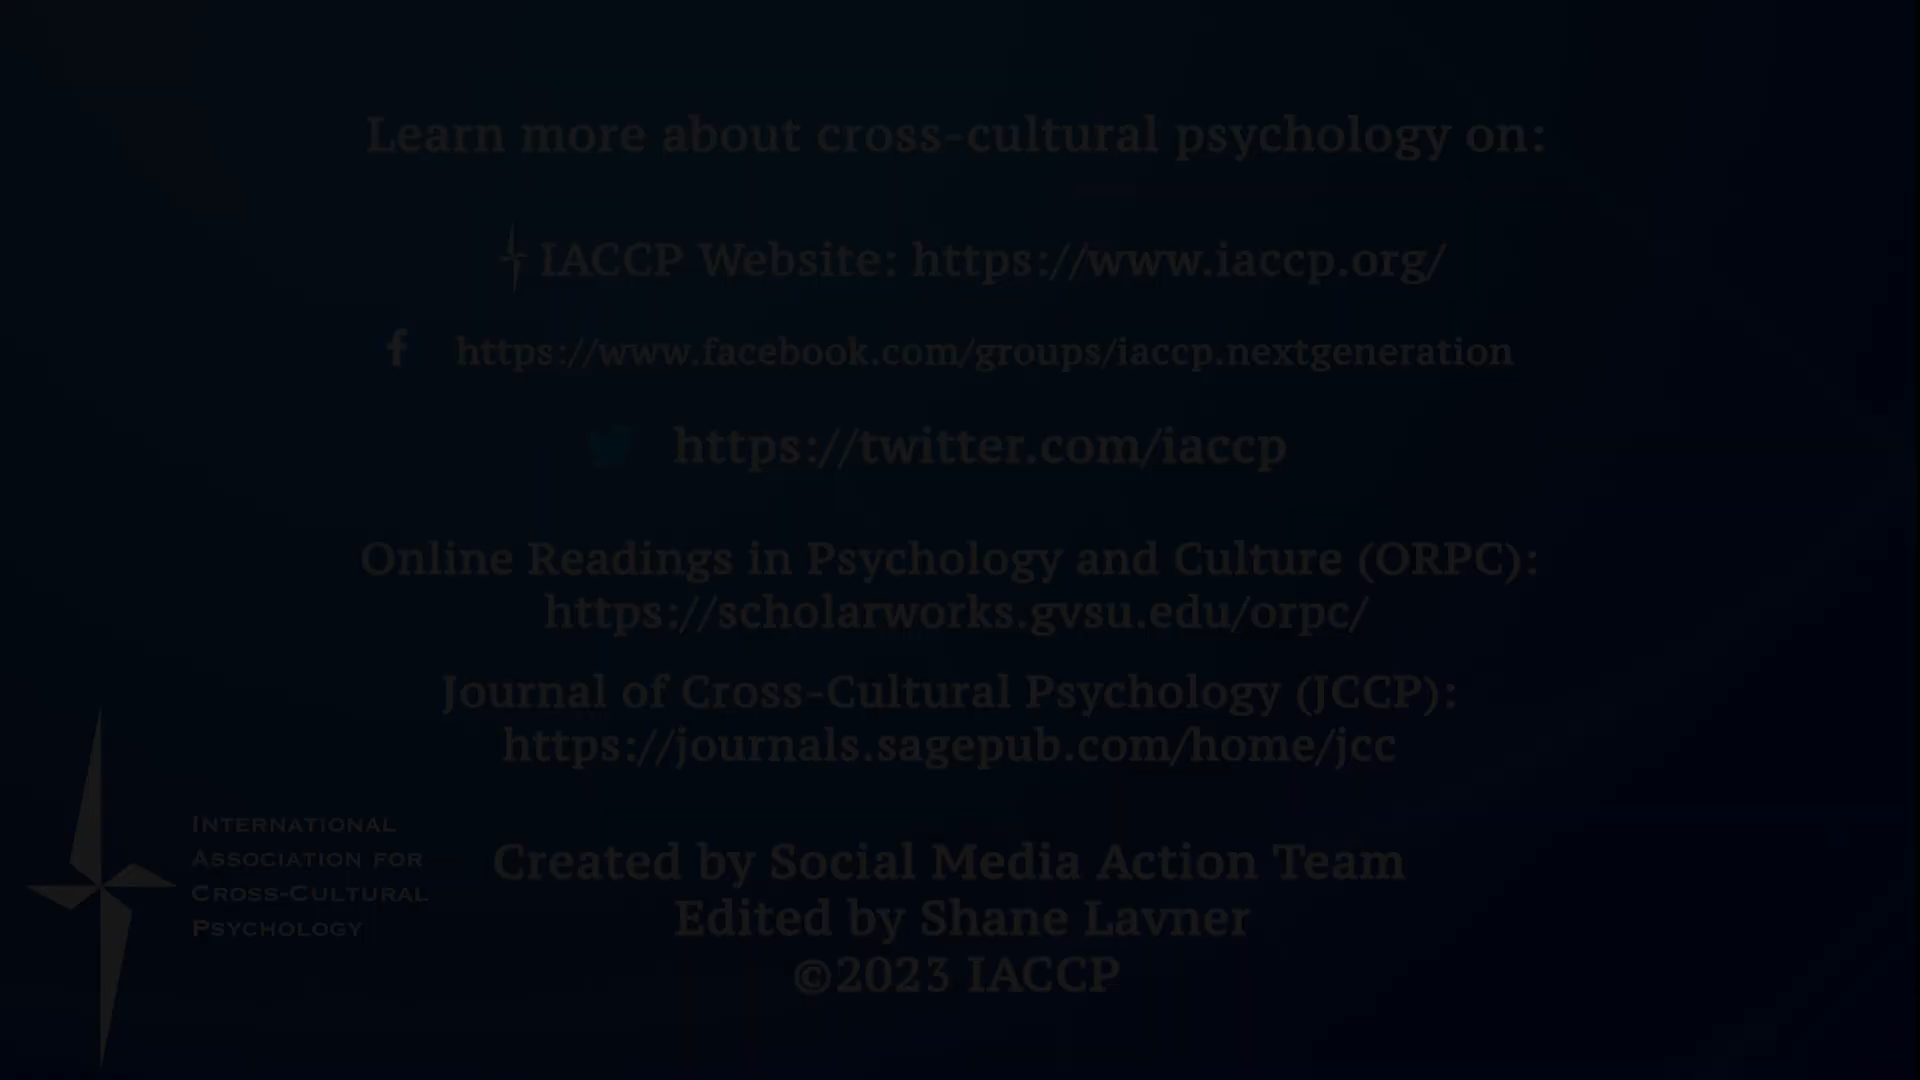 Learn more about cross-cultural psychology on:
IACCP Website: https://www.iaccp.org/
f https://www.facebook.com/groups/iaccp.nextgeneration
https://twitter.com/iaccp
Online Readings in Psychology and Culture (ORPC):
https://scholarworks.gvsu.edu/orpc/
Journal of Cross-Cultural Psychology (JCCP):
https://journals.sagepub.com/home/jcc
INTERNATIONAL
ASSOCIATION FOR
CROSS-CULTURAL
PSYCHOLOGY
Created by Social Media Action Team
Edited by Shane Lavner
©2023 IACCP